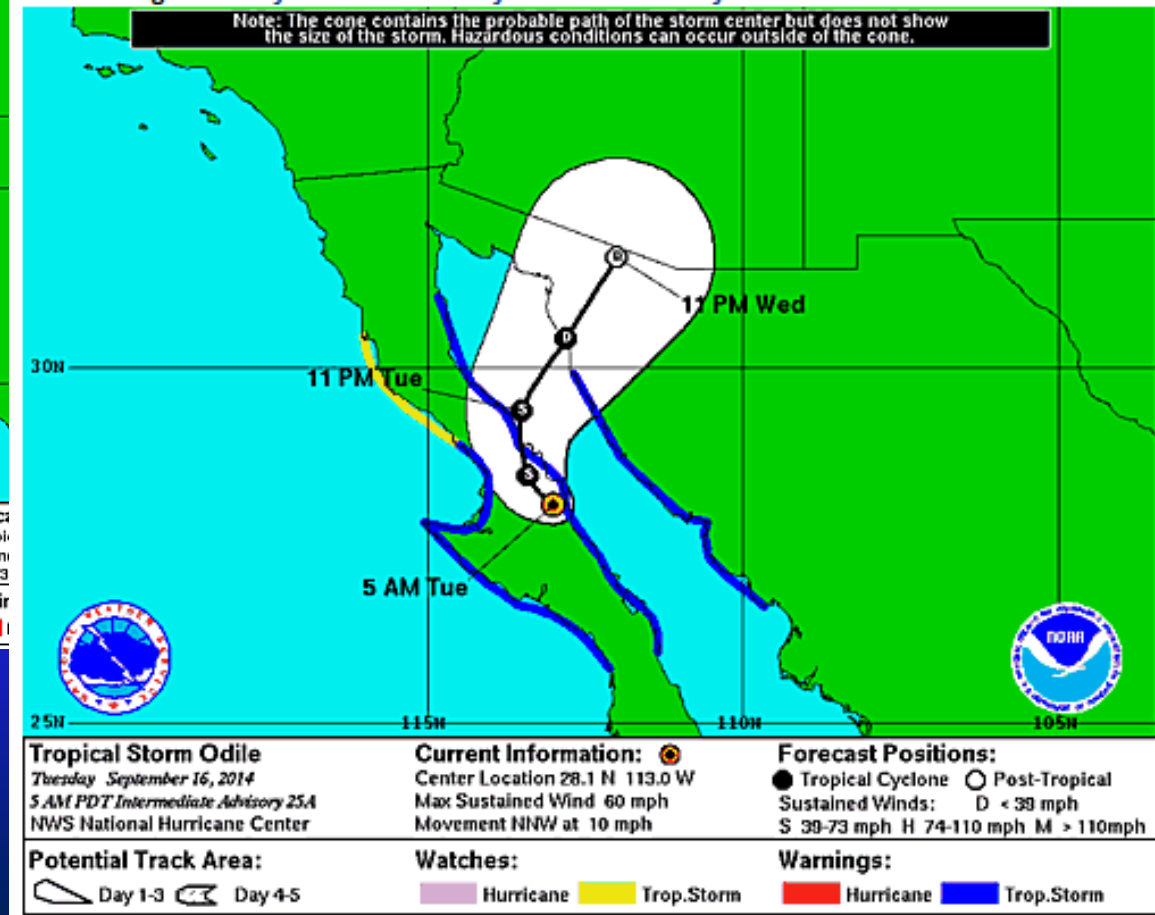 Note: The cone contains the probable path of the storm center but does not show
the size of the storm. Hazardous conditions can occur outside of the cone.
11 PM Wed
30N
11 PM Tue
5 AM Tue
NATIONAL WEATHER SERVICE
NOAA
25N 115W 110W 105W
Tropical Storm Odile
Tuesday September 16, 2014
5 AM PDT Intermediate Advisory 25A
NWS National Hurricane Center
Current Information:
Center Location 28.1 N 113.0 W
Max Sustained Wind 60 mph
Movement NNW at 10 mph
Forecast Positions:
Tropical Cyclone Post-Tropical
Sustained Winds: D < 39 mph
S 39-73 mph H 74-110 mph M > 110mph
Potential Track Area:
Day 1-3 Day 4-5
Watches:
Hurricane Trop.Storm
Warnings:
Hurricane Trop.Storm
D
D
S
S